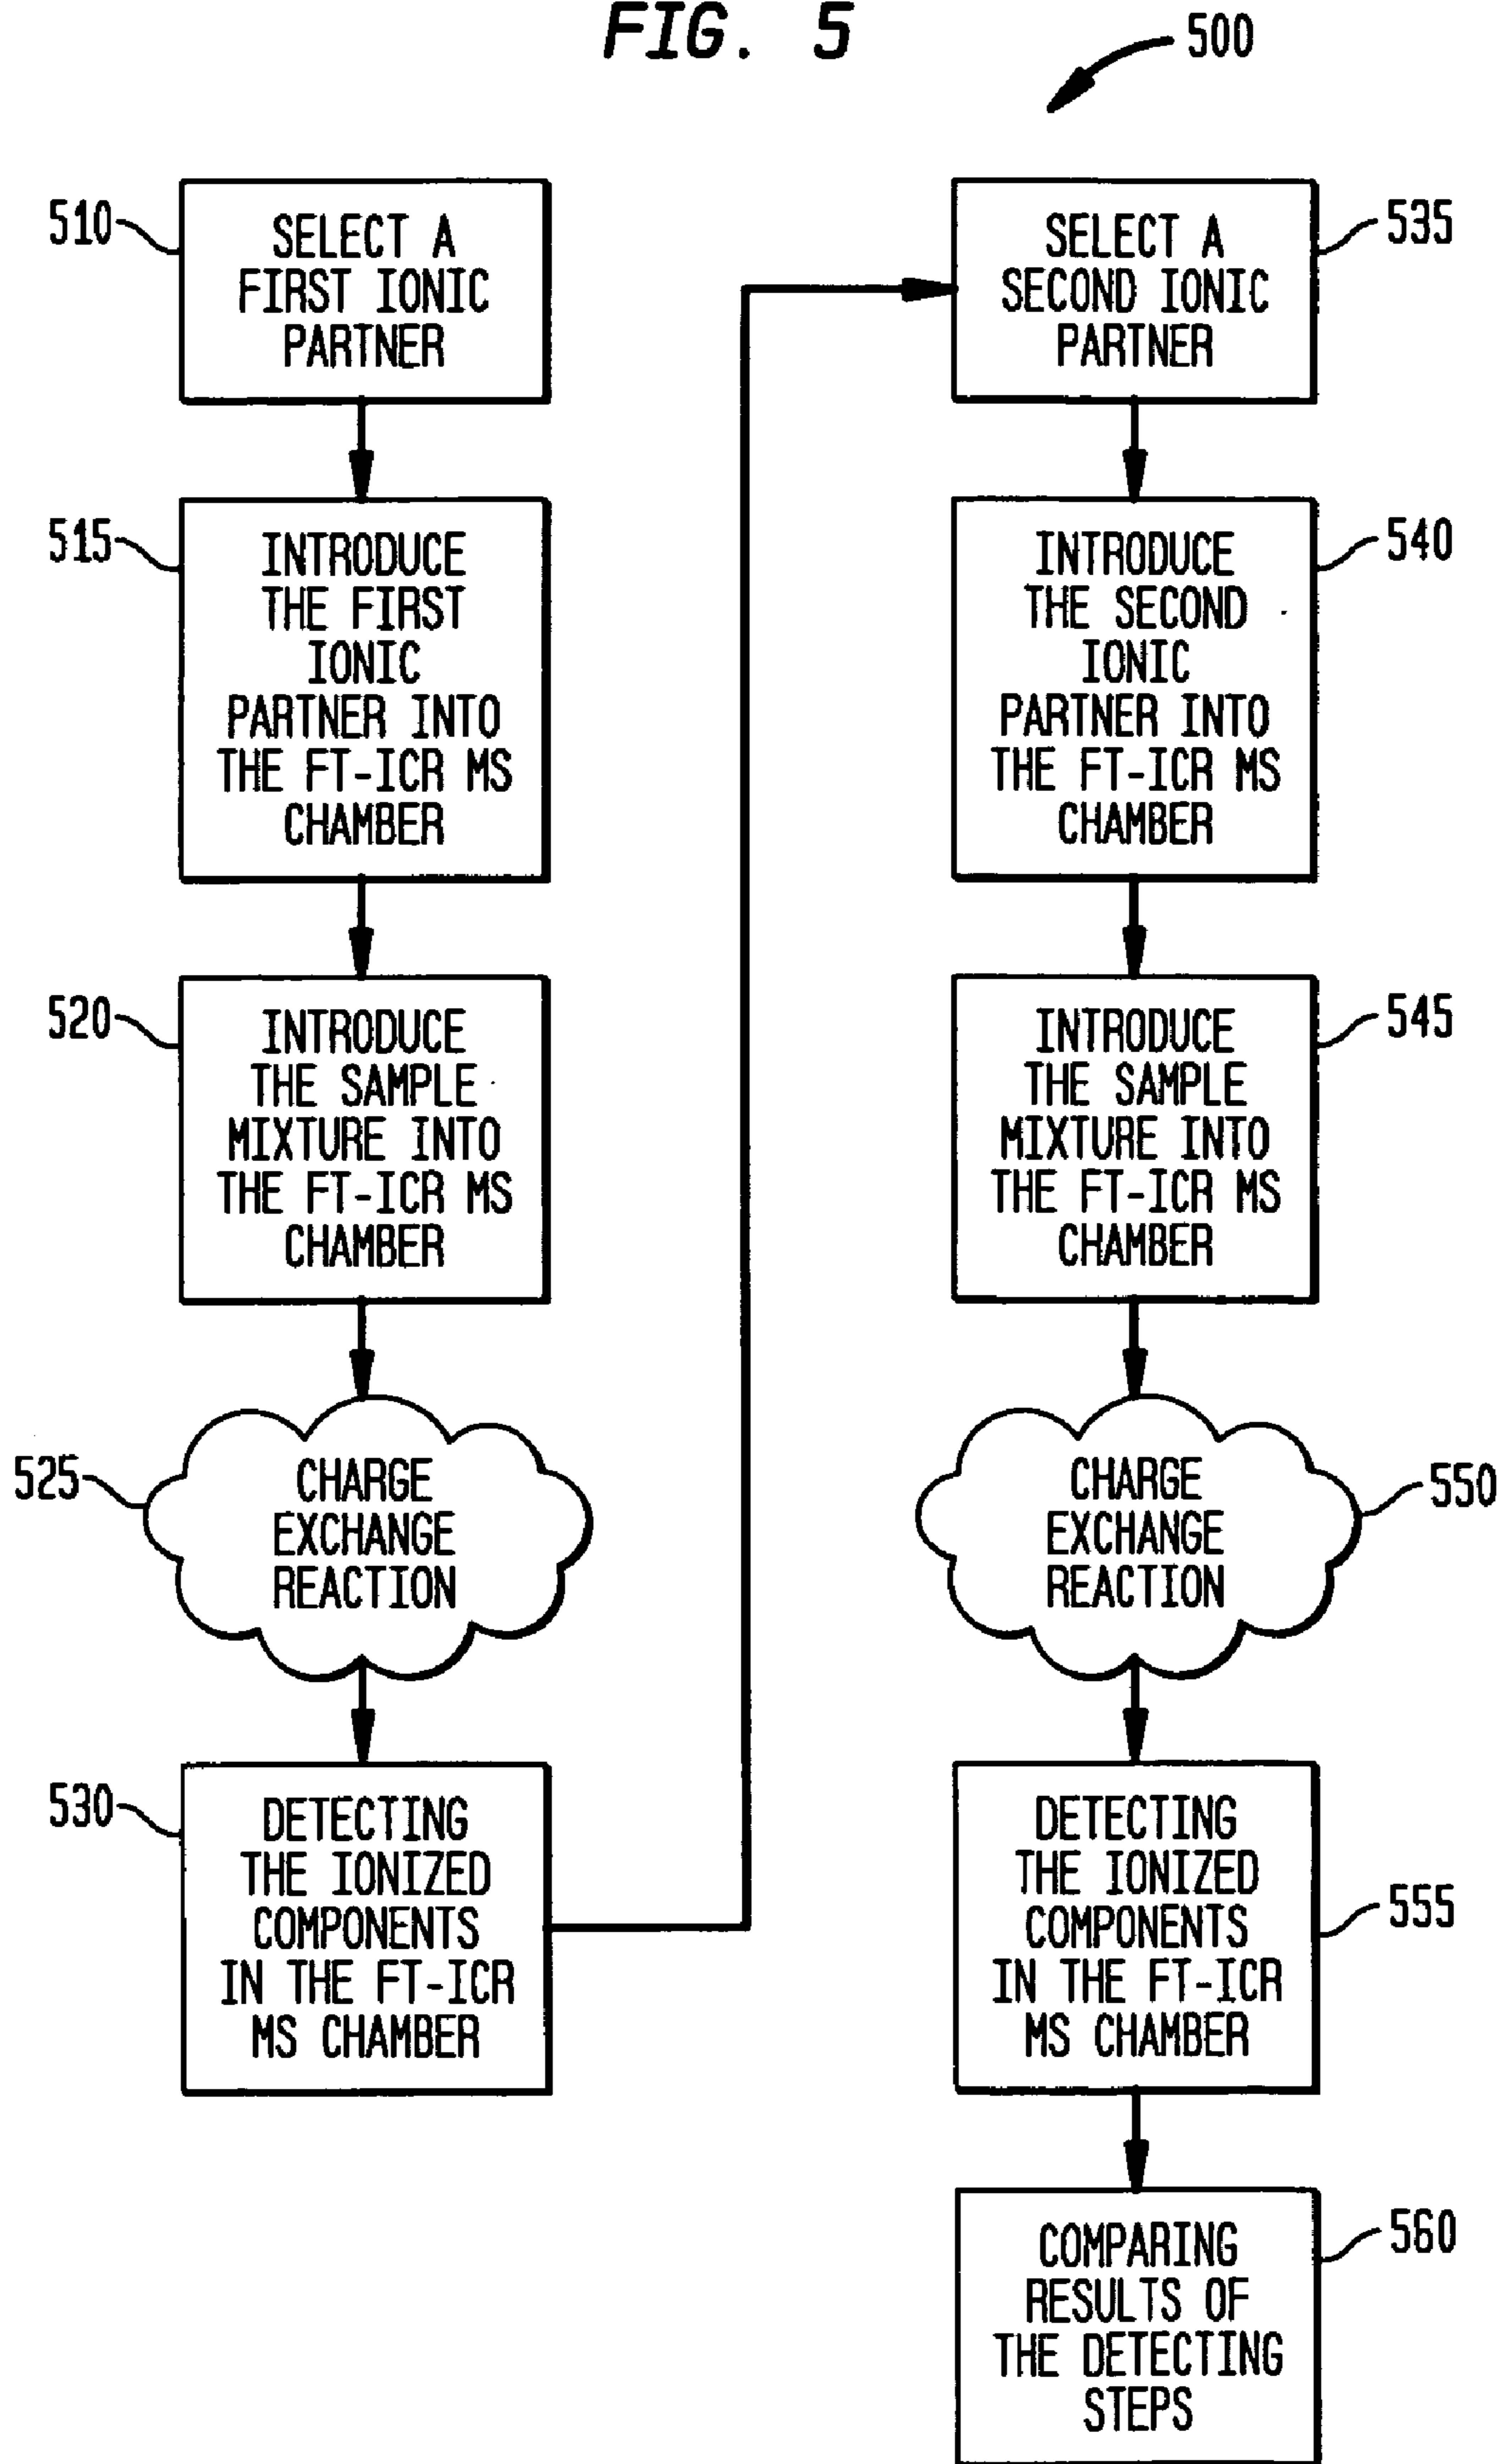 FIG. 5
500
510
SELECT A
FIRST IONIC
PARTNER
515
INTRODUCE
THE FIRST
IONIC
PARTNER INTO
THE FT-ICR MS
CHAMBER
520
INTRODUCE
THE SAMPLE
MIXTURE INTO
THE FT-ICR MS
CHAMBER
525
CHARGE
EXCHANGE
REACTION
530
DETECTING
THE IONIZED
COMPONENTS
IN THE FT-ICR
MS CHAMBER
535
SELECT A
SECOND IONIC
PARTNER
540
INTRODUCE
THE SECOND
IONIC
PARTNER INTO
THE FT-ICR MS
CHAMBER
545
INTRODUCE
THE SAMPLE
MIXTURE INTO
THE FT-ICR MS
CHAMBER
550
CHARGE
EXCHANGE
REACTION
555
DETECTING
THE IONIZED
COMPONENTS
IN THE FT-ICR
MS CHAMBER
560
COMPARING
RESULTS OF
THE DETECTING
STEPS